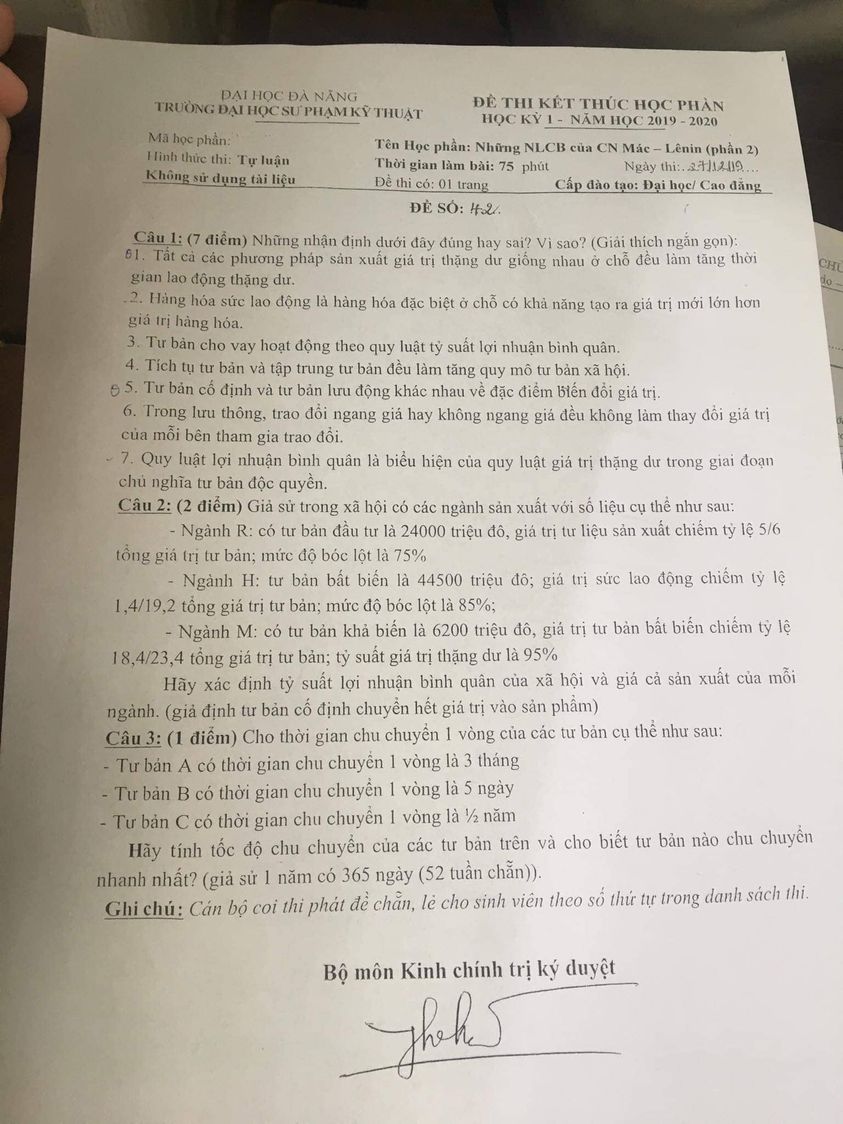 ĐẠI HỌC ĐÀ NẴNG
TRƯỜNG ĐẠI HỌC SƯ PHẠM KỸ THUẬT
ĐỀ THI KẾT THÚC HỌC PHẦN
HỌC KỲ 1 - NĂM HỌC 2019 - 2020
Mã học phần:
Hình thức thi: Tự luận
Không sử dụng tài liệu
Tên Học phần: Những NLCB của CN Mác – Lênin (phần 2)
Thời gian làm bài: 75 phút Ngày thi:..27/12/19....
Đề thi có: 01 trang Cấp đào tạo: Đại học/ Cao đẳng
ĐỀ SỐ: 42.
Câu 1: (7 điểm) Những nhận định dưới đây đúng hay sai? Vì sao? (Giải thích ngắn gọn):
1. Tất cả các phương pháp sản xuất giá trị thặng dư giống nhau ở chỗ đều làm tăng thời
gian lao động thặng dư.
2. Hàng hóa sức lao động là hàng hóa đặc biệt ở chỗ có khả năng tạo ra giá trị mới lớn hơn
giá trị hàng hóa.
3. Tư bản cho vay hoạt động theo quy luật tỷ suất lợi nhuận bình quân.
4. Tích tụ tư bản và tập trung tư bản đều làm tăng quy mô tư bản xã hội.
5. Tư bản cố định và tư bản lưu động khác nhau về đặc điểm biến đổi giá trị.
6. Trong lưu thông, trao đổi ngang giá hay không ngang giá đều không làm thay đổi giá trị
của mỗi bên tham gia trao đổi.
7. Quy luật lợi nhuận bình quân là biểu hiện của quy luật giá trị thặng dư trong giai đoạn
chủ nghĩa tư bản độc quyền.
Câu 2: (2 điểm) Giả sử trong xã hội có các ngành sản xuất với số liệu cụ thể như sau:
- Ngành R: có tư bản đầu tư là 24000 triệu đô, giá trị tư liệu sản xuất chiếm tỷ lệ 5/6
tổng giá trị tư bản; mức độ bóc lột là 75%
- Ngành H: tư bản bất biến là 44500 triệu đô; giá trị sức lao động chiếm tỷ lệ
1,4/19,2 tổng giá trị tư bản; mức độ bóc lột là 85%;
- Ngành M: có tư bản khả biến là 6200 triệu đô, giá trị tư bản bất biến chiếm tỷ lệ
18,4/23,4 tổng giá trị tư bản; tỷ suất giá trị thặng dư là 95%
Hãy xác định tỷ suất lợi nhuận bình quân của xã hội và giá cả sản xuất của mỗi
ngành. (giả định tư bản cố định chuyển hết giá trị vào sản phẩm)
Câu 3: (1 điểm) Cho thời gian chu chuyển 1 vòng của các tư bản cụ thể như sau:
- Tư bản A có thời gian chu chuyển 1 vòng là 3 tháng
- Tư bản B có thời gian chu chuyển 1 vòng là 5 ngày
- Tư bản C có thời gian chu chuyển 1 vòng là ½ năm
Hãy tính tốc độ chu chuyển của các tư bản trên và cho biết tư bản nào chu chuyển
nhanh nhất? (giả sử 1 năm có 365 ngày (52 tuần chẵn)).
Ghi chú: Cán bộ coi thi phát đề chẵn, lẻ cho sinh viên theo số thứ tự trong danh sách thi.
Bộ môn Kinh chính trị ký duyệt